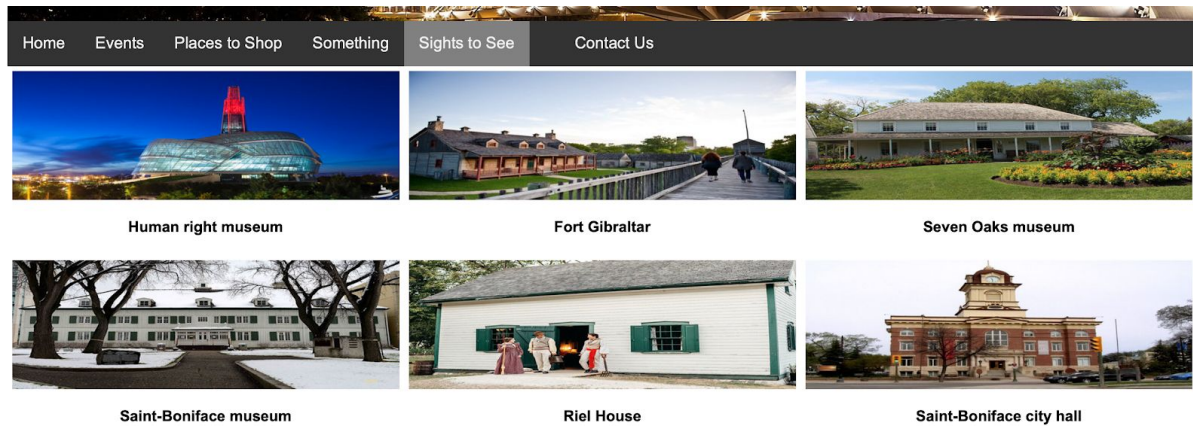 Home Events Places to Shop Something Sights to See Contact Us
Human right museum Fort Gibraltar Seven Oaks museum
Saint-Boniface museum Riel House Saint-Boniface city hall